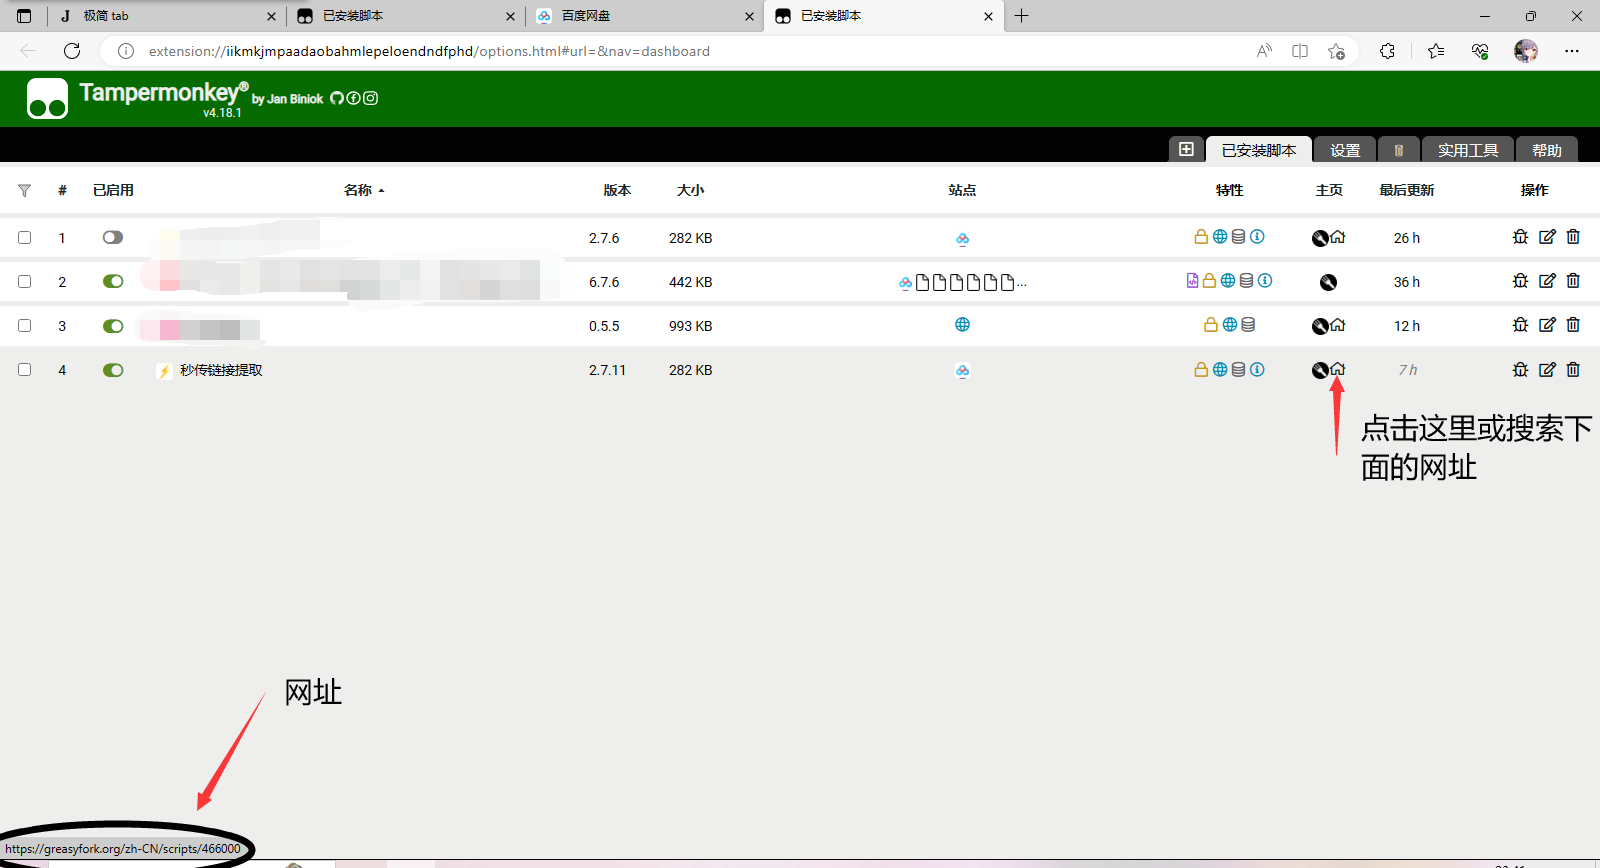 极简 tab
已安装脚本
百度网盘
已安装脚本
extension://iikmkjmpaadaobahmlepeloendndfphd/options.html#url=&nav=dashboard
Tampermonkey® by Jan Biniok
v4.18.1
已安装脚本 设置 实用工具 帮助
# 已启用 名称 版本 大小 站点 特性 主页 最后更新 操作
1 2.7.6 282 KB 26 h
2 6.7.6 442 KB ... 36 h
3 0.5.5 993 KB 12 h
4 秒传链接提取 2.7.11 282 KB 7 h
点击这里或搜索下
面的网址
网址
https://greasyfork.org/zh-CN/scripts/466000